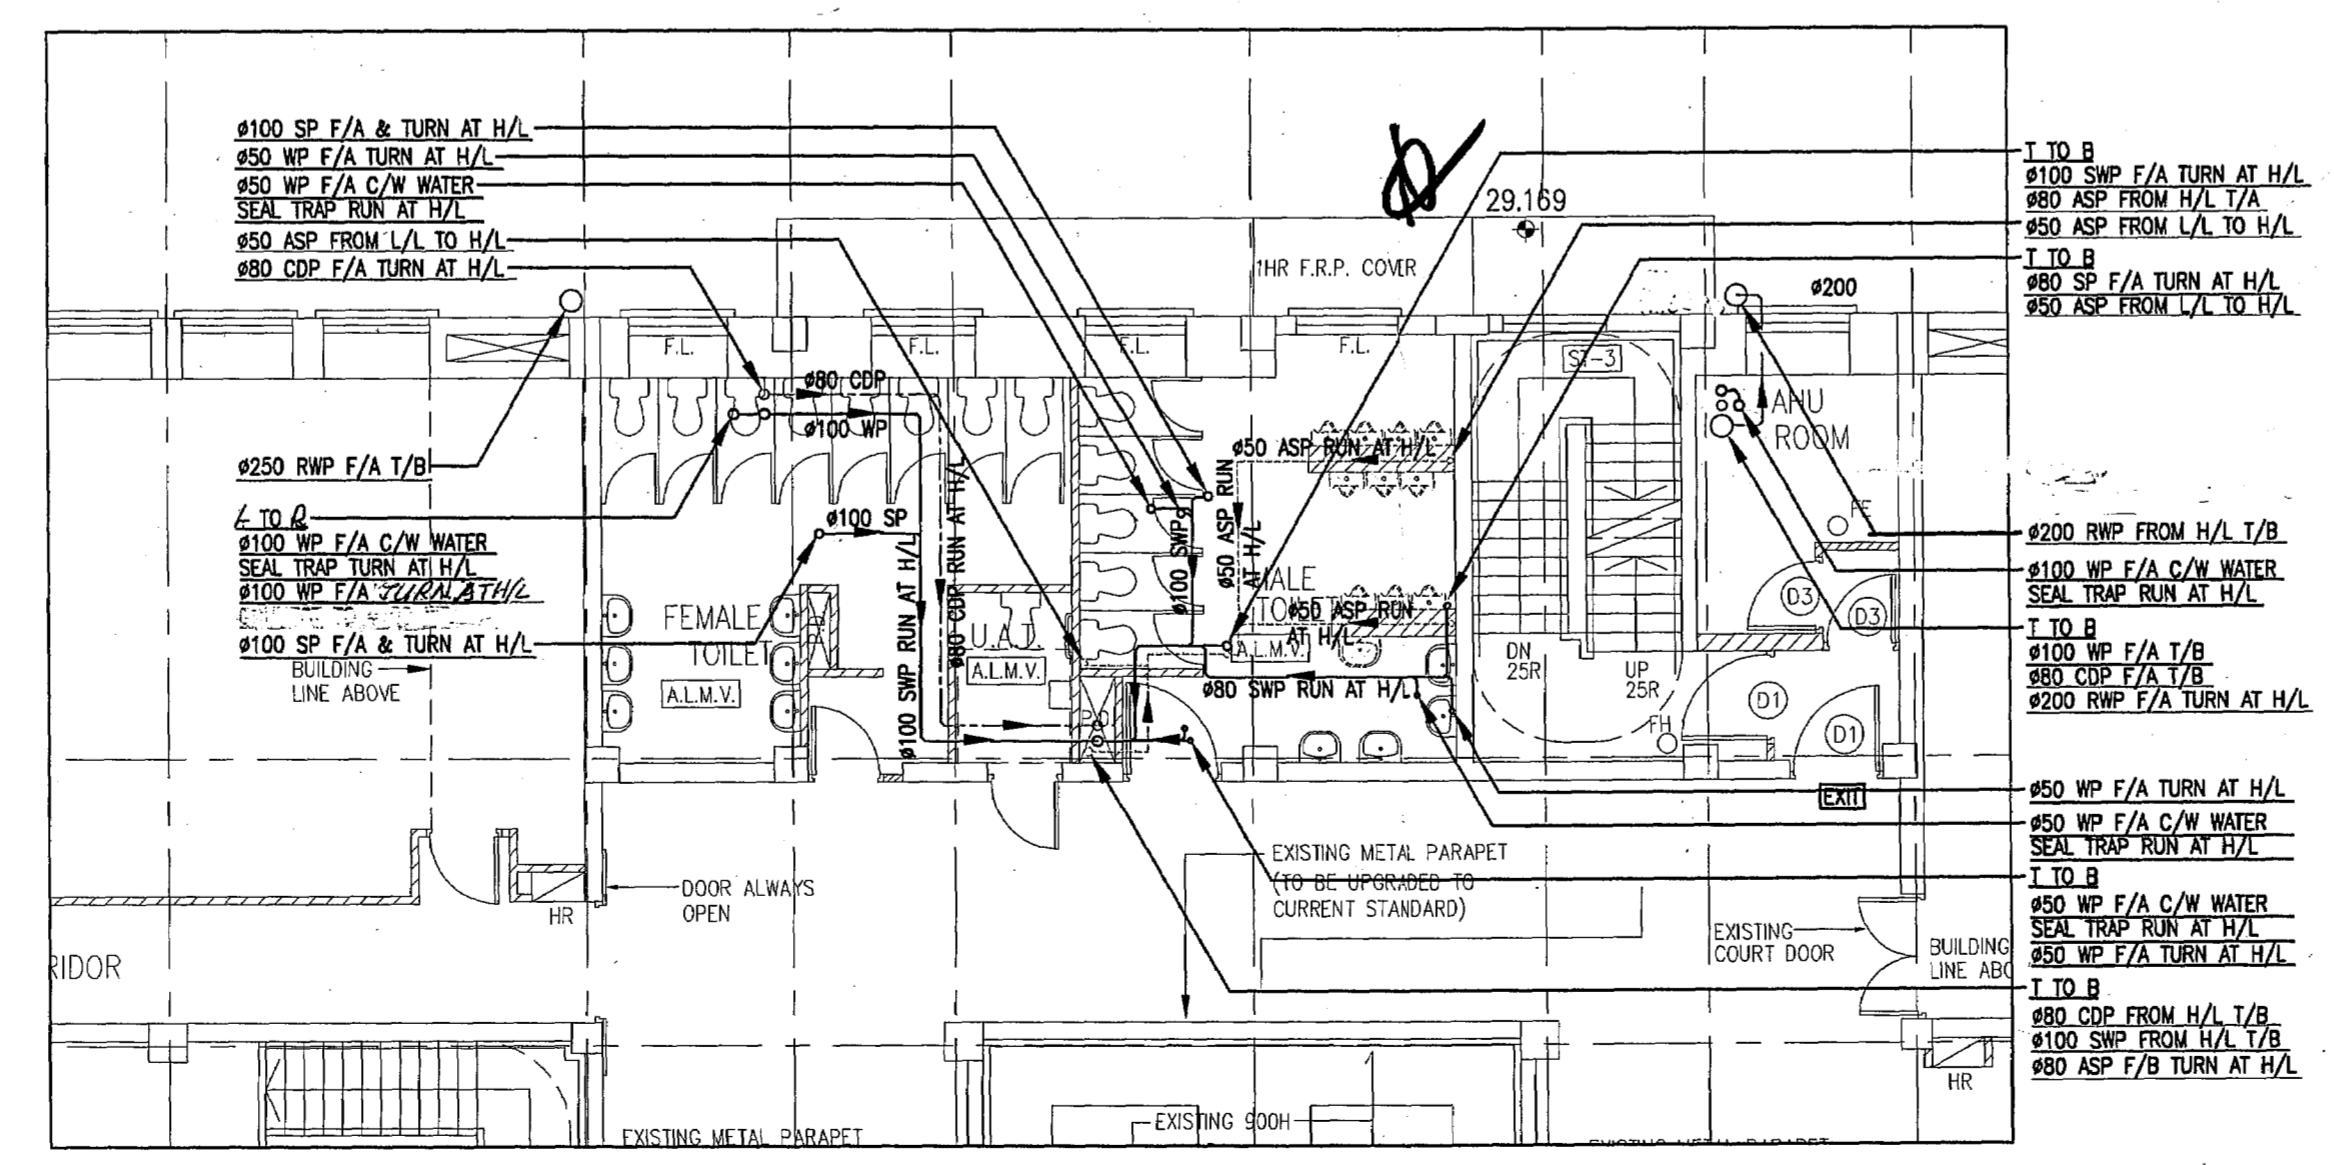 ø100 SP F/A & TURN AT H/L
ø50 WP F/A TURN AT H/L
ø50 WP F/A C/W WATER
SEAL TRAP RUN AT H/L
ø50 ASP FROM L/L TO H/L
ø80 CDP F/A TURN AT H/L
ø250 RWP F/A T/B
L TO R
ø100 WP F/A C/W WATER
SEAL TRAP TURN AT H/L
ø100 WP F/A TURN AT H/L
ø100 SP F/A & TURN AT H/L
BUILDING
LINE ABOVE
29.169
1HR F.R.P. COVER
F.L.
F.L.
F.L.
F.L.
ST-3
ø200
ø80 CDP
ø100 WP
ø100 SP
ø100 SWP RUN AT H/L
ø80 CDP RUN AT H/L
FEMALE
TOILET
A.L.M.V.
U.A.T.
A.L.M.V.
P.D.
ø100 SWP
ø50 ASP RUN
AT H/L
ø50 ASP RUN AT H/L
MALE
TOILET
ø50 ASP RUN
AT H/L
A.L.M.V.
ø80 SWP RUN AT H/L
DN
25R
UP
25R
FH
AHU
ROOM
FE
D3
D3
D1
D1
EXIT
DOOR ALWAYS
OPEN
HR
RIDOR
EXISTING METAL PARAPET
(TO BE UPGRADED TO
CURRENT STANDARD)
EXISTING
COURT DOOR
BUILDING
LINE ABO
HR
EXISTING METAL PARAPET
EXISTING 900H
EXISTING METAL PARAPET
T TO B
ø100 SWP F/A TURN AT H/L
ø80 ASP FROM H/L T/A
ø50 ASP FROM L/L TO H/L
T TO B
ø80 SP F/A TURN AT H/L
ø50 ASP FROM L/L TO H/L
ø200 RWP FROM H/L T/B
ø100 WP F/A C/W WATER
SEAL TRAP RUN AT H/L
T TO B
ø100 WP F/A T/B
ø80 CDP F/A T/B
ø200 RWP F/A TURN AT H/L
ø50 WP F/A TURN AT H/L
ø50 WP F/A C/W WATER
SEAL TRAP RUN AT H/L
T TO B
ø50 WP F/A C/W WATER
SEAL TRAP RUN AT H/L
ø50 WP F/A TURN AT H/L
T TO B
ø80 CDP FROM H/L T/B
ø100 SWP FROM H/L T/B
ø80 ASP F/B TURN AT H/L